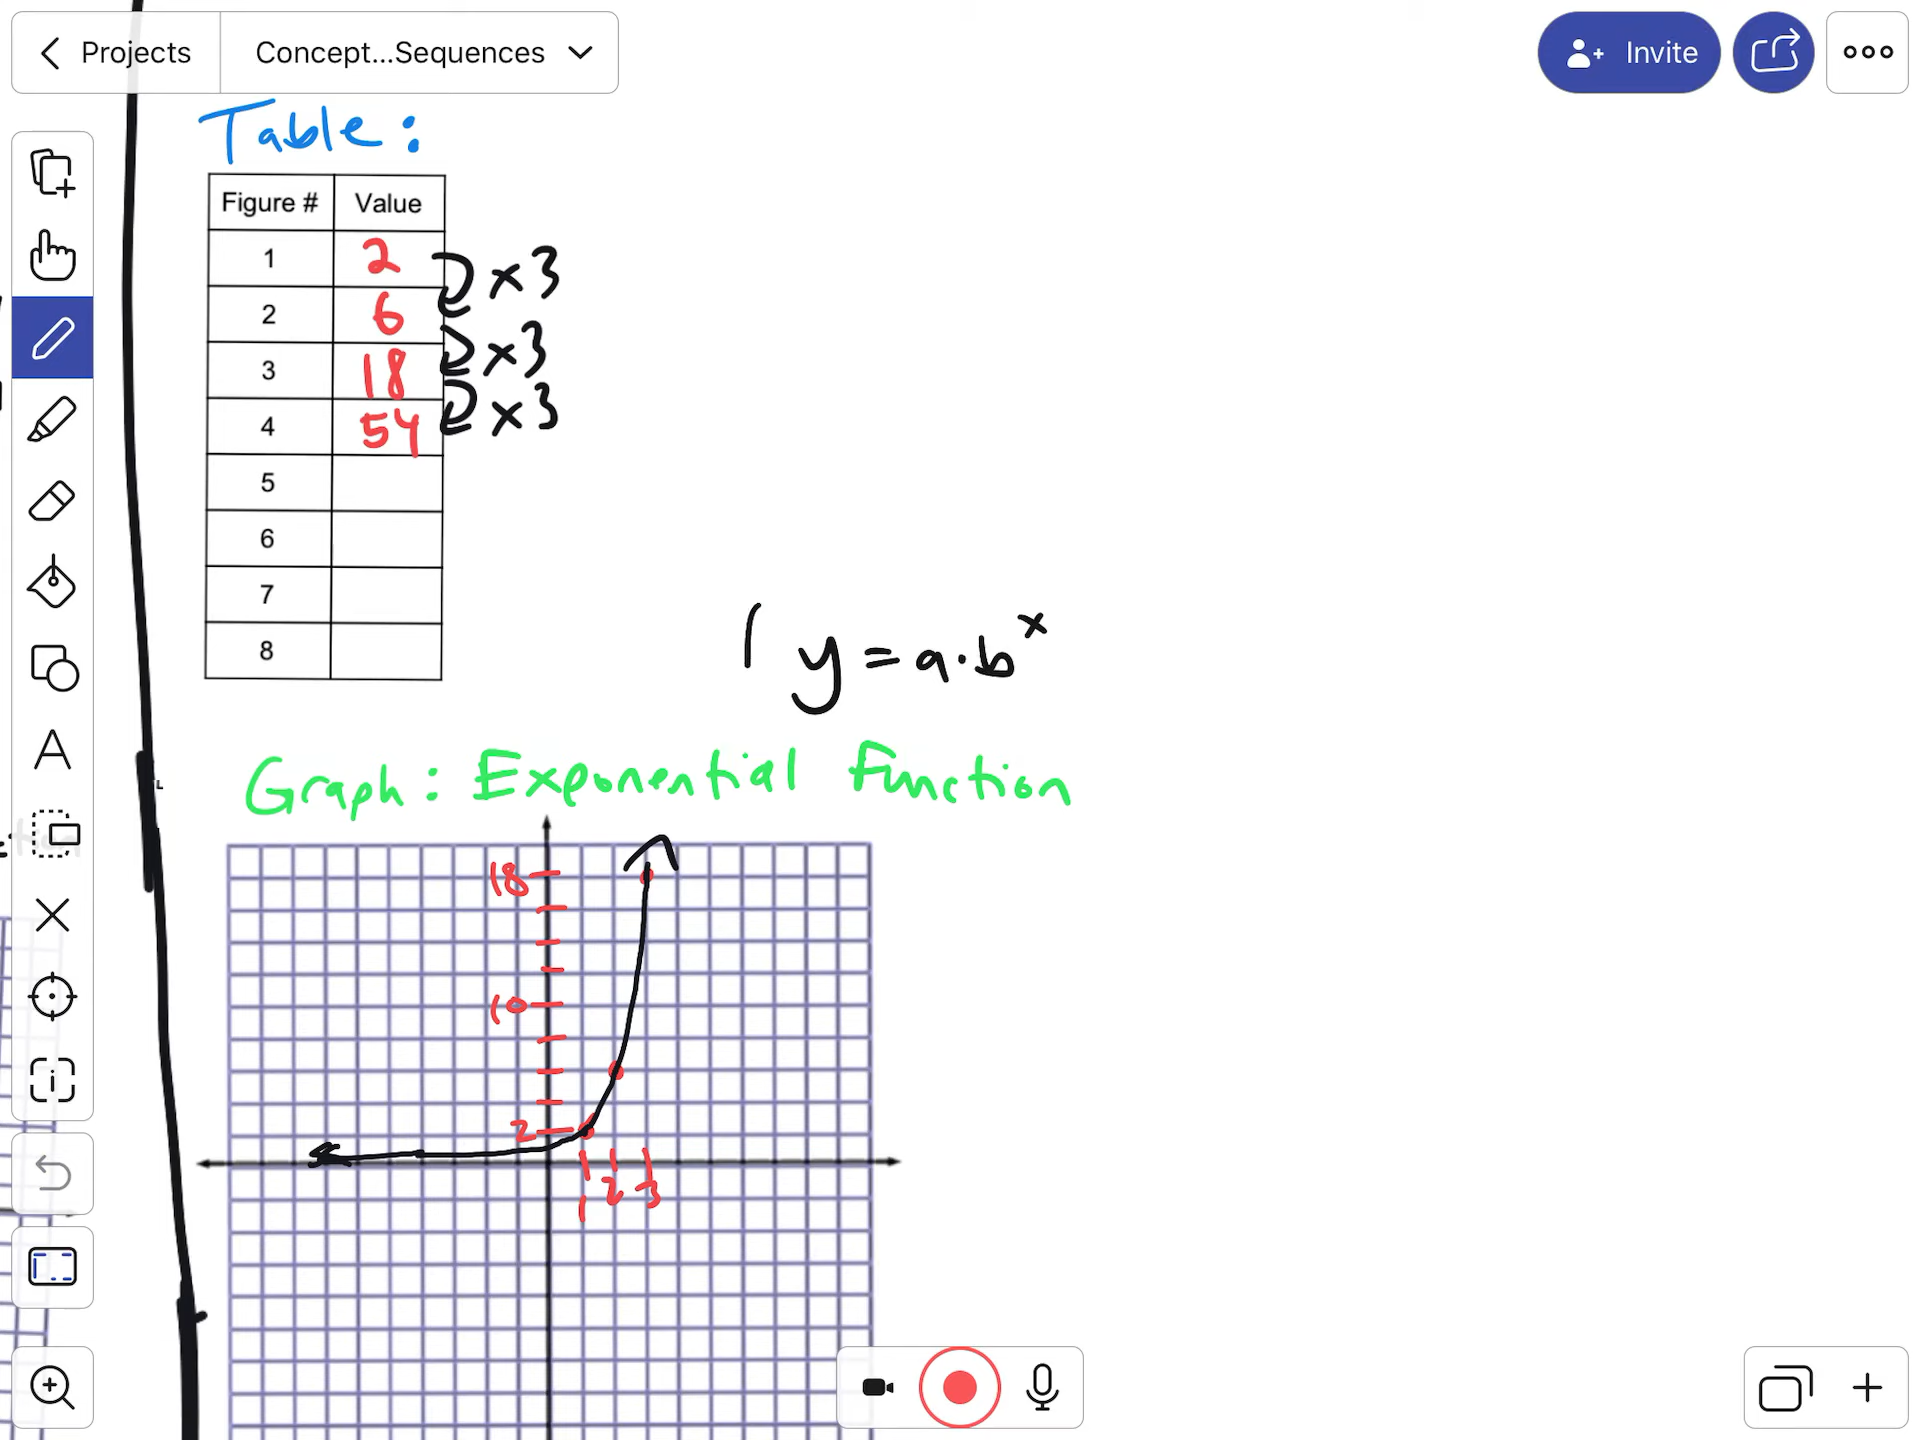 Projects
Concept...Sequences
Invite
Table:
Figure # Value
1 2
×3
2 6
×3
3 18
×3
4 54
5
6
7
8
y = a·b^x
Graph: Exponential Function
18
10
2
1 2 3